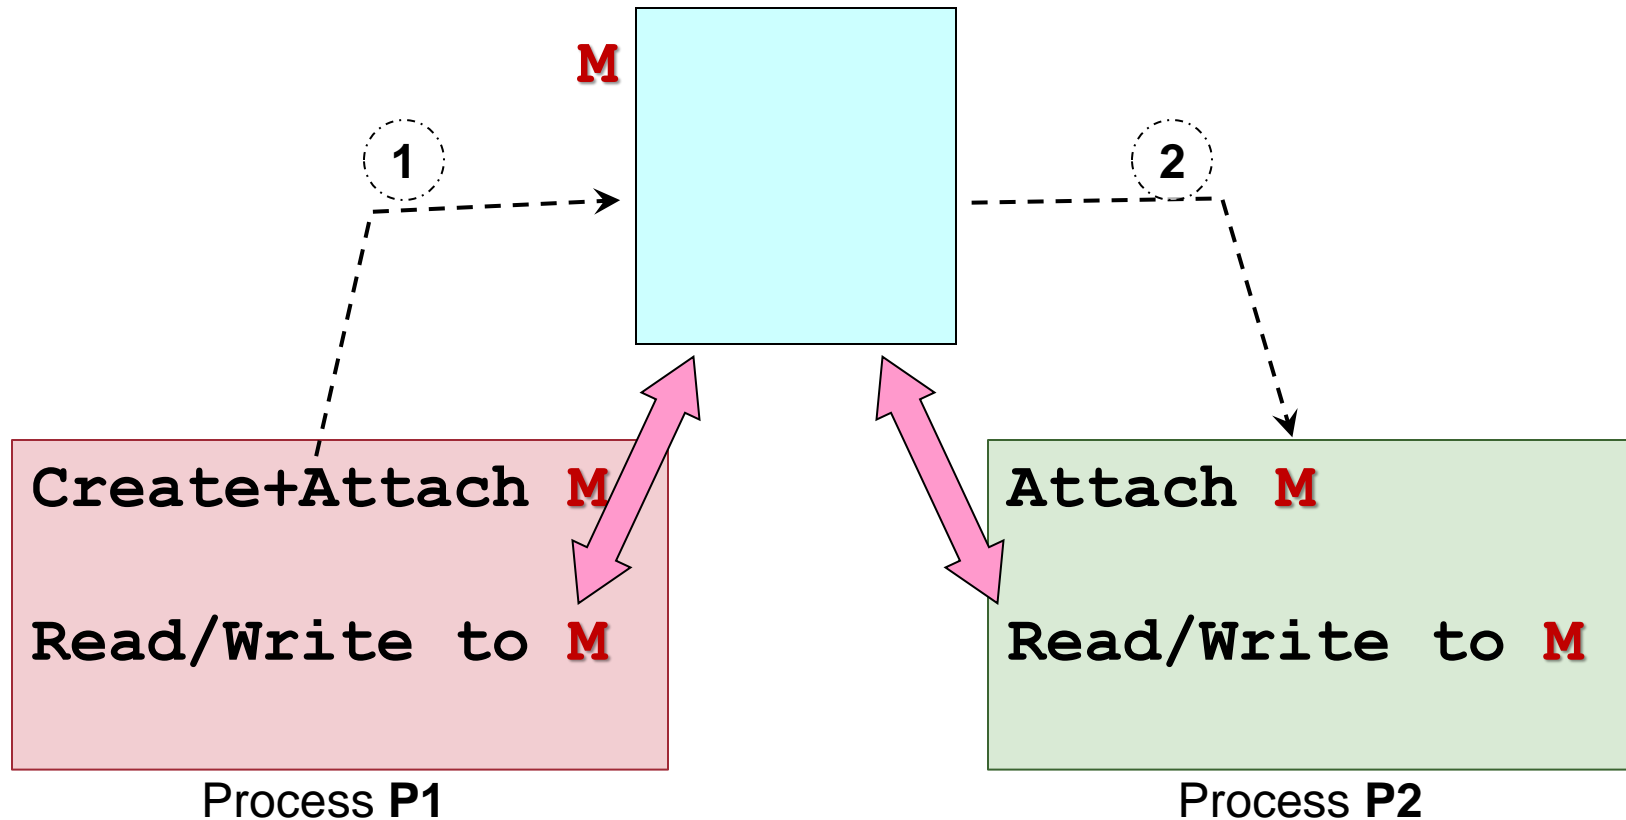 M
1
2
Create+Attach M
Read/Write to M
Attach M
Read/Write to M
Process P1
Process P2